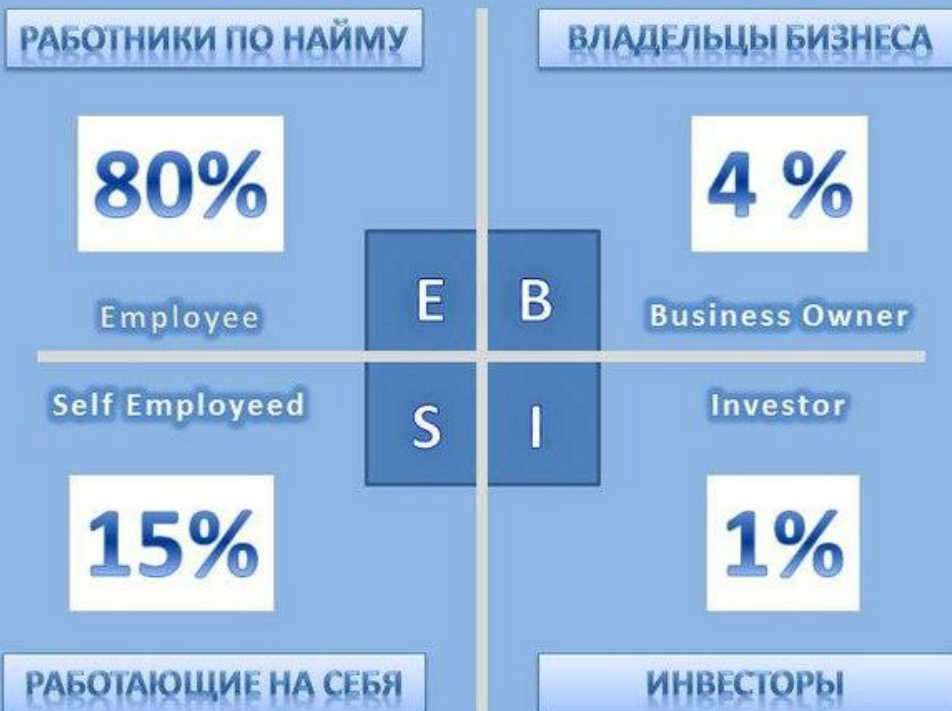 РАБОТНИКИ ПО НАЙМУ
ВЛАДЕЛЬЦЫ БИЗНЕСА
80%
4 %
E
B
Employee
Business Owner
Self Employeed
Investor
S
I
15%
1%
РАБОТАЮЩИЕ НА СЕБЯ
ИНВЕСТОРЫ